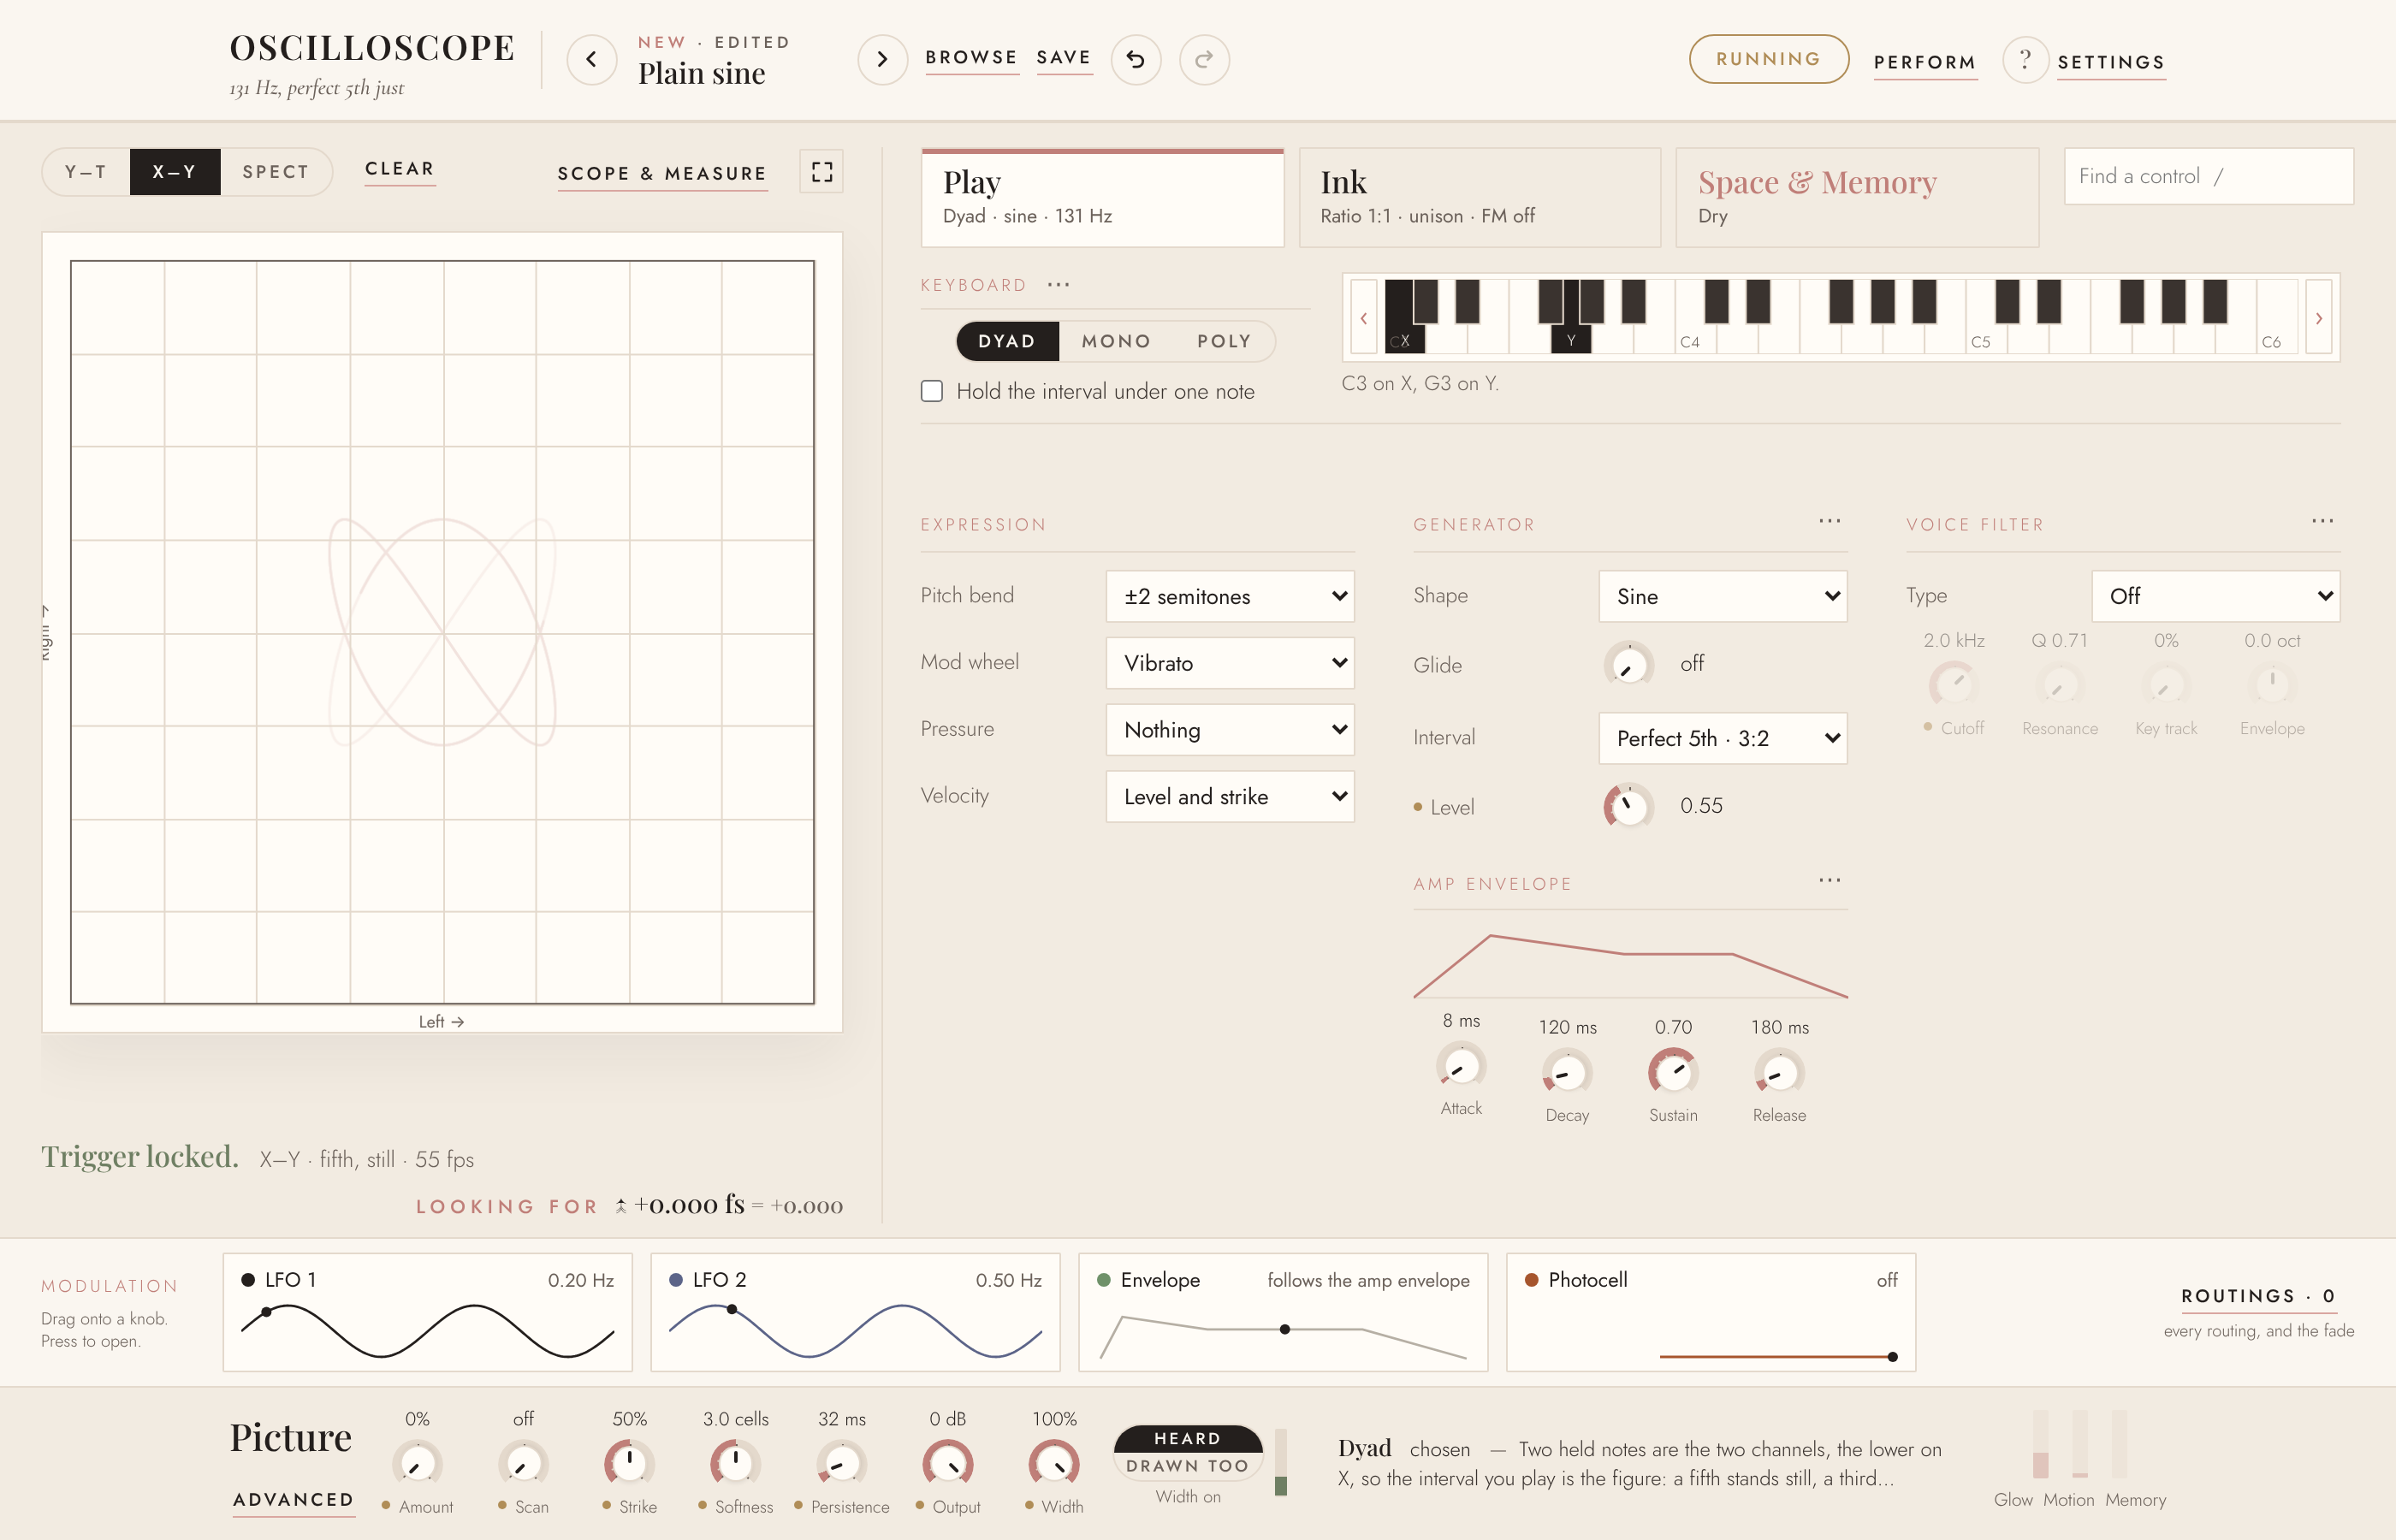 OSCILLOSCOPE
131 Hz, perfect 5th just
NEW · EDITED
Plain sine
BROWSE SAVE
RUNNING
PERFORM
?
SETTINGS
Y–T X–Y SPECT
CLEAR
SCOPE & MEASURE
Right →
Left →
Trigger locked. X–Y · fifth, still · 55 fps
LOOKING FOR +0.000 fs = +0.000
Play
Dyad · sine · 131 Hz
Ink
Ratio 1:1 · unison · FM off
Space & Memory
Dry
Find a control /
KEYBOARD ···
DYAD MONO POLY
Hold the interval under one note
X Y C4 C5 C6
C3 on X, G3 on Y.
EXPRESSION
Pitch bend ±2 semitones
Mod wheel Vibrato
Pressure Nothing
Velocity Level and strike
GENERATOR ···
Shape Sine
Glide off
Interval Perfect 5th · 3:2
Level 0.55
AMP ENVELOPE ···
8 ms 120 ms 0.70 180 ms
Attack Decay Sustain Release
VOICE FILTER ···
Type Off
2.0 kHz Q 0.71 0% 0.0 oct
Cutoff Resonance Key track Envelope
MODULATION
Drag onto a knob.
Press to open.
LFO 1 0.20 Hz
LFO 2 0.50 Hz
Envelope follows the amp envelope
Photocell off
ROUTINGS · 0
every routing, and the fade
Picture
ADVANCED
0% off 50% 3.0 cells 32 ms 0 dB 100%
Amount Scan Strike Softness Persistence Output Width
HEARD
DRAWN TOO
Width on
Dyad chosen — Two held notes are the two channels, the lower on
X, so the interval you play is the figure: a fifth stands still, a third…
Glow Motion Memory